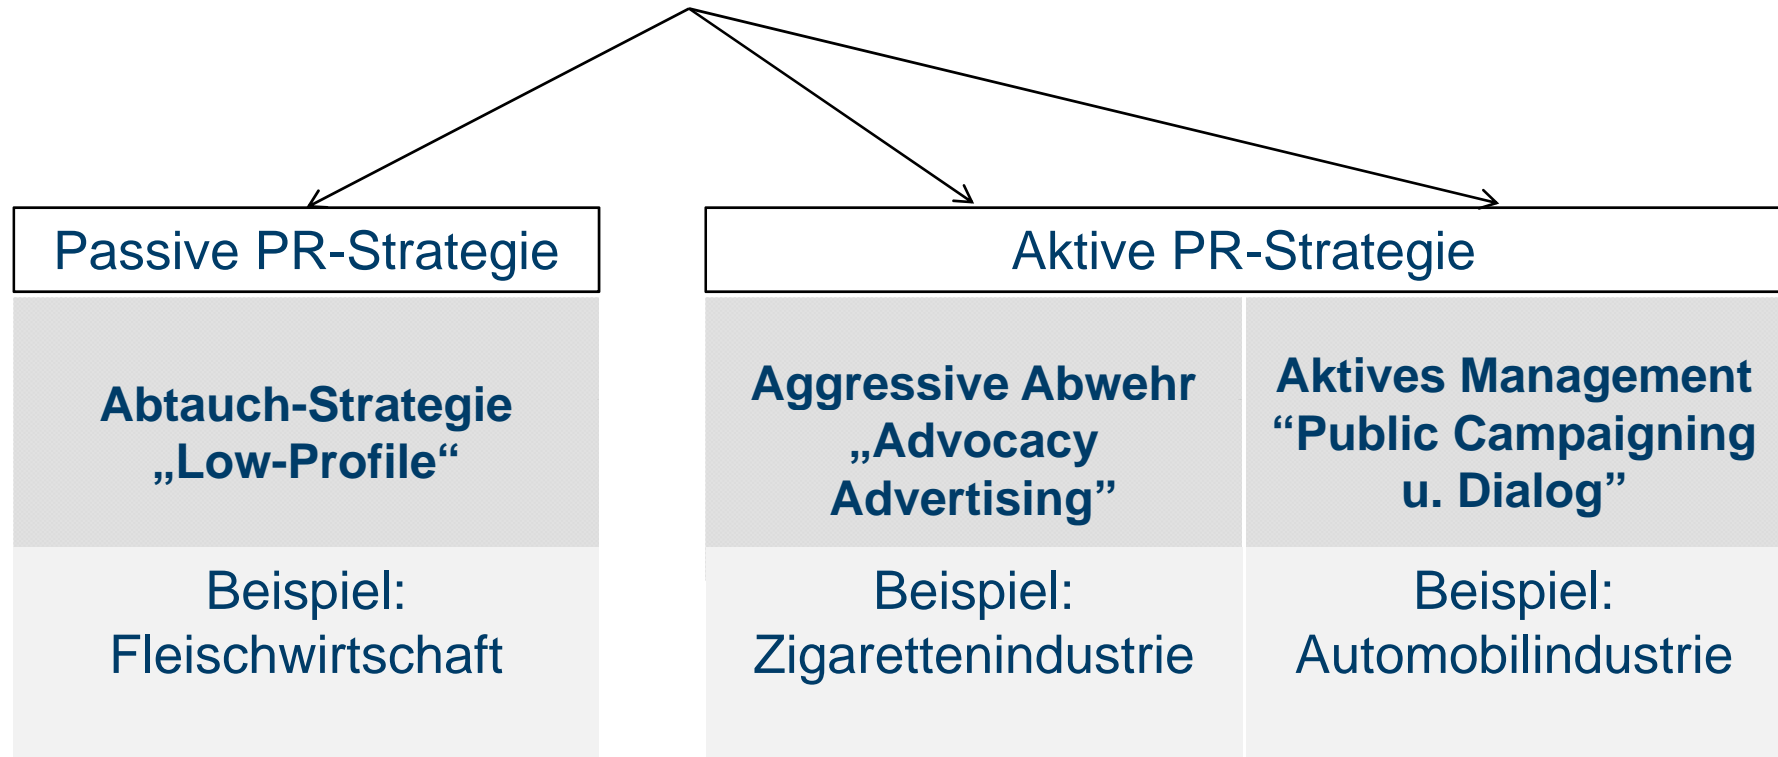 Passive PR-Strategie
Aktive PR-Strategie
Abtauch-Strategie
„Low-Profile“
Aggressive Abwehr
„Advocacy
Advertising”
Aktives Management
“Public Campaigning
u. Dialog”
Beispiel:
Fleischwirtschaft
Beispiel:
Zigarettenindustrie
Beispiel:
Automobilindustrie